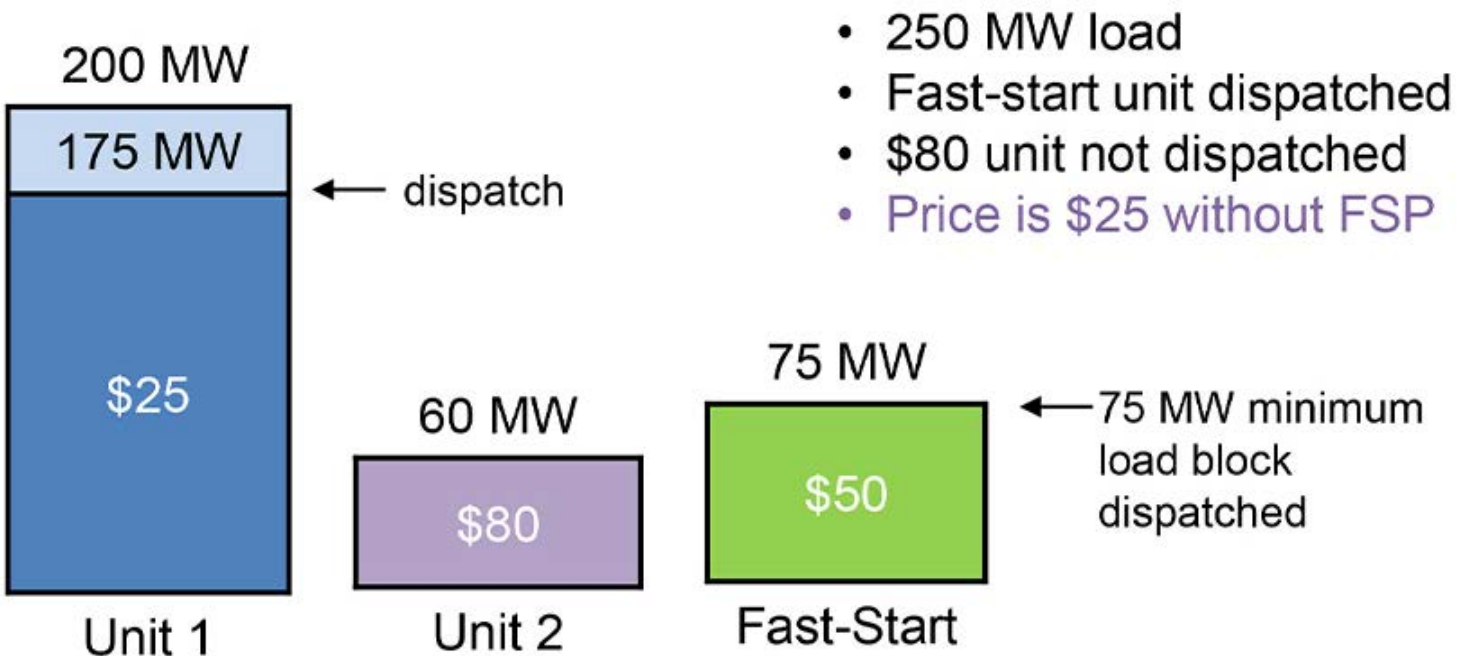 200 MW
175 MW
dispatch
$25
Unit 1
60 MW
$80
Unit 2
75 MW
$50
Fast-Start
75 MW minimum
load block
dispatched
• 250 MW load
• Fast-start unit dispatched
• $80 unit not dispatched
• Price is $25 without FSP